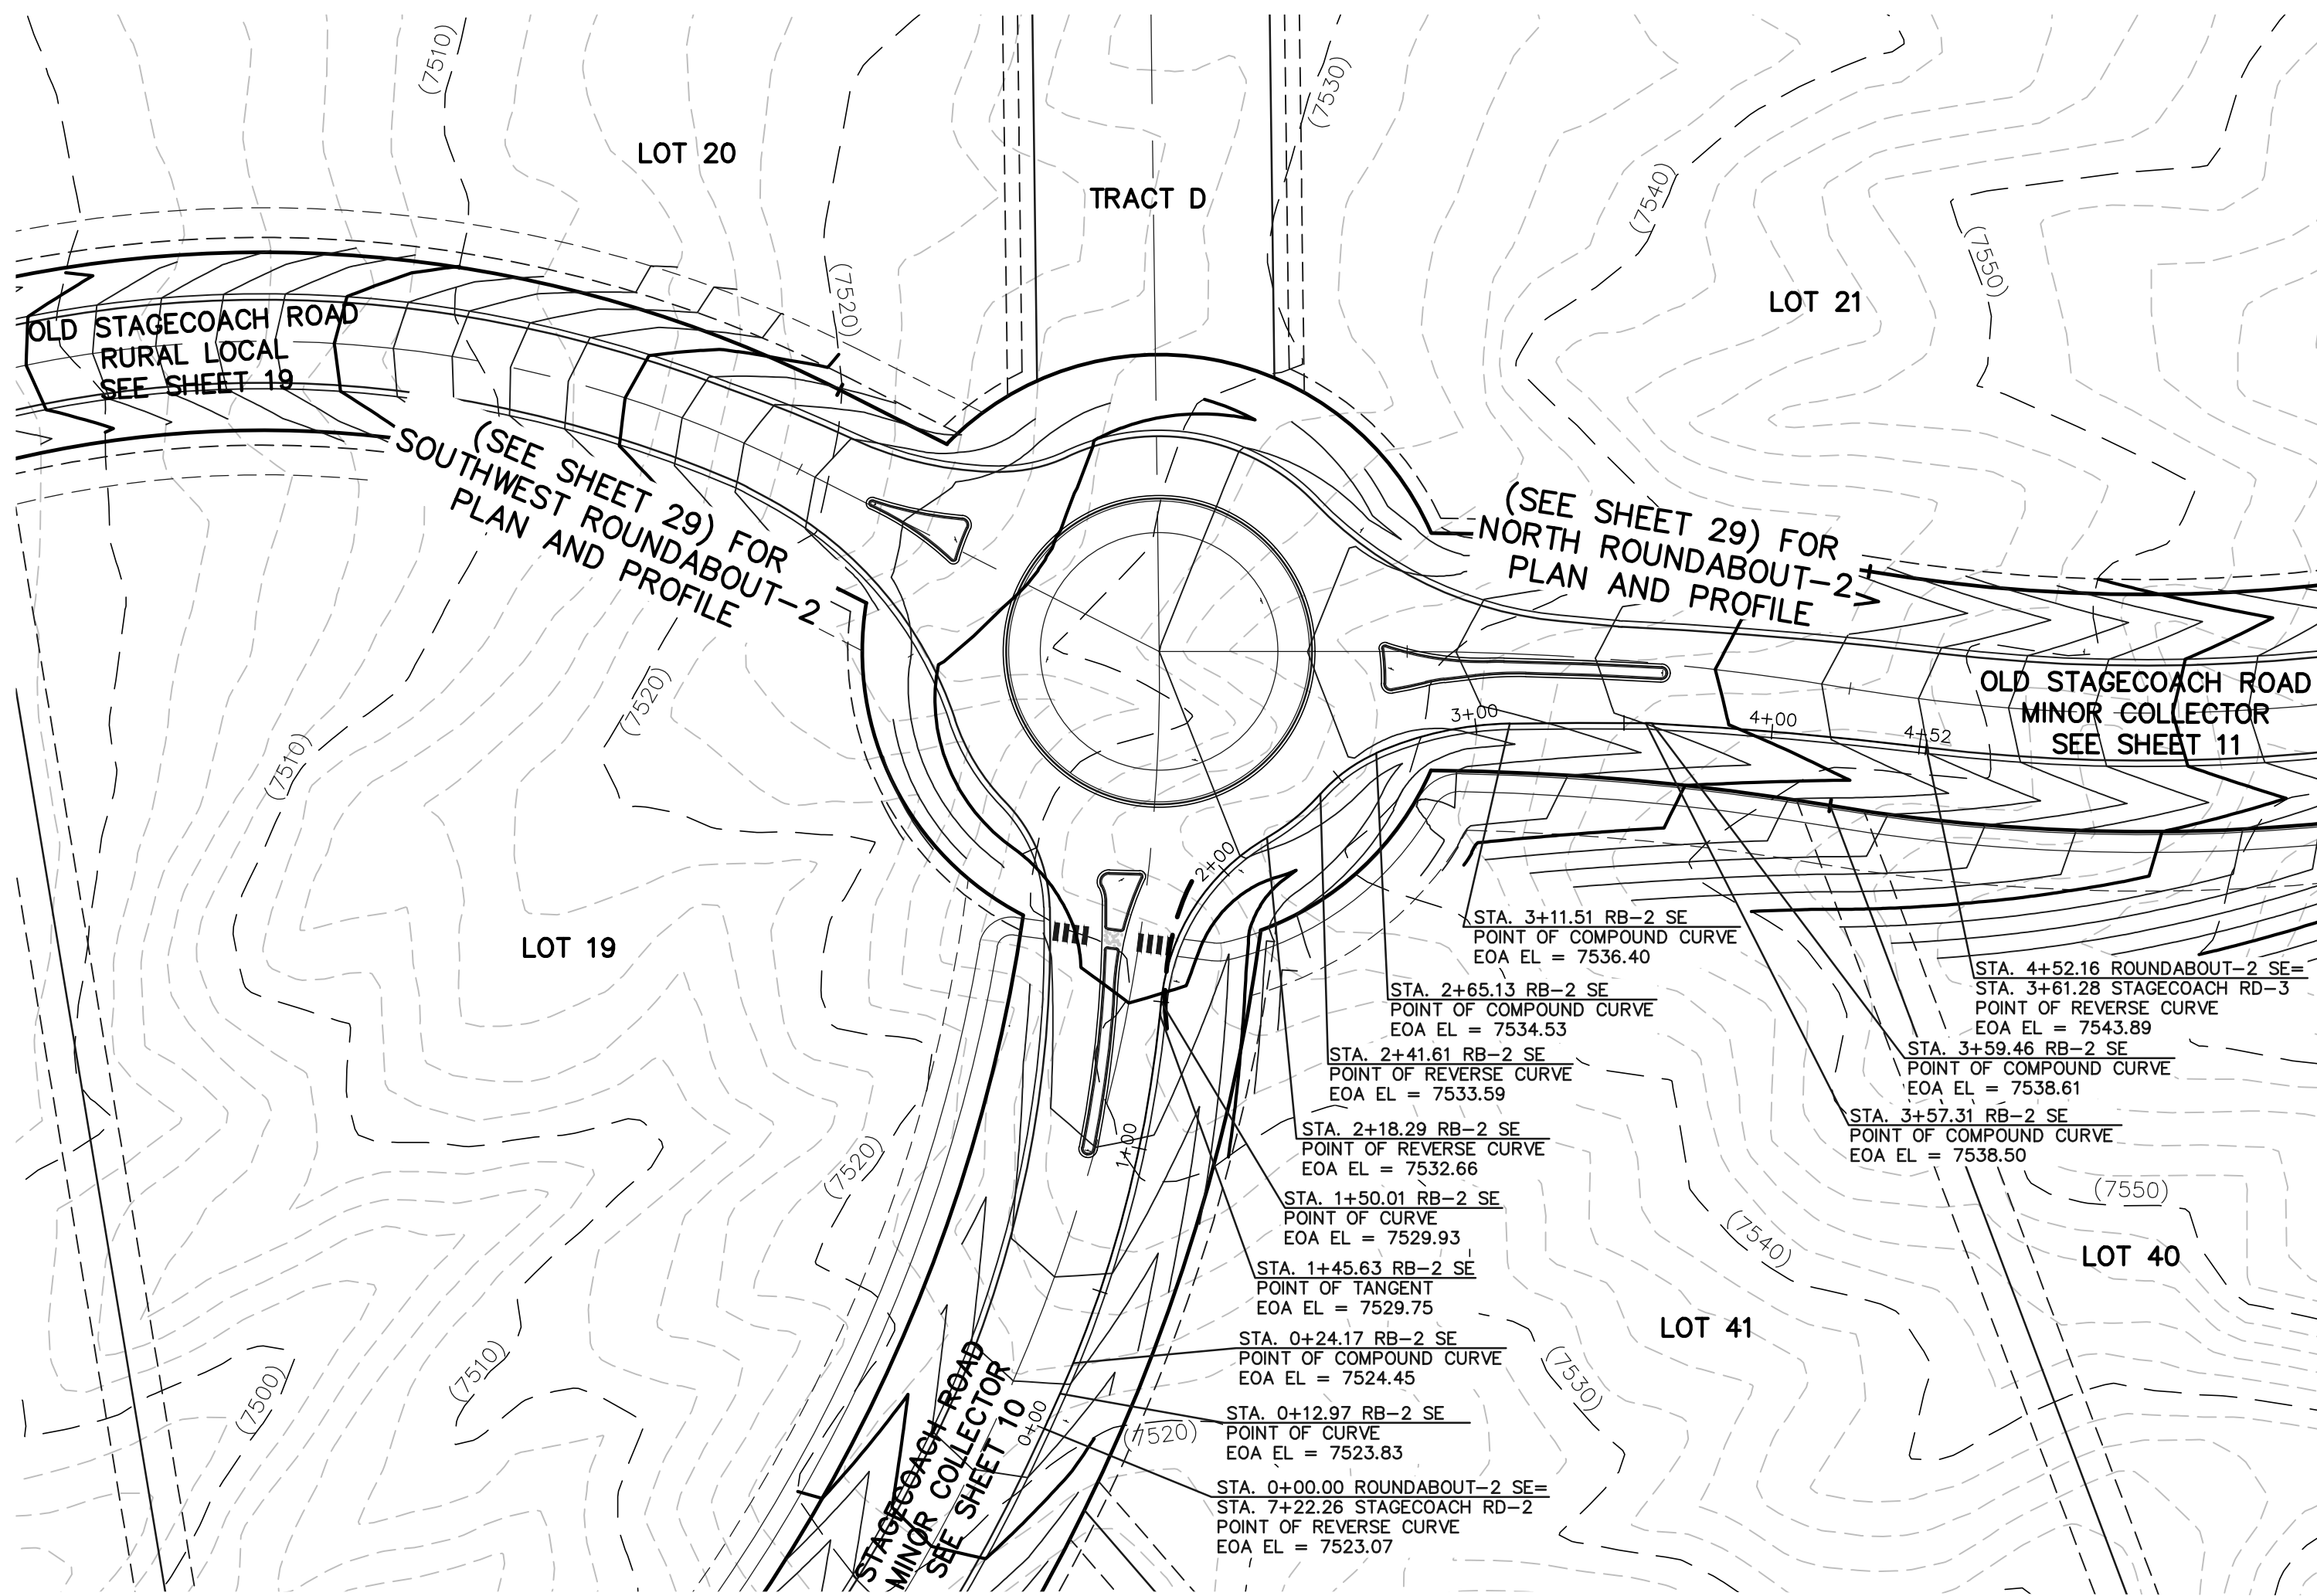 (7510)
LOT 20
(7530)
TRACT D
(7540)
(7550)
LOT 21
(7520)
OLD STAGECOACH ROAD
RURAL LOCAL
SEE SHEET 19
(SEE SHEET 29) FOR
SOUTHWEST ROUNDABOUT-2
PLAN AND PROFILE
(SEE SHEET 29) FOR
NORTH ROUNDABOUT-2
PLAN AND PROFILE
OLD STAGECOACH ROAD
MINOR COLLECTOR
SEE SHEET 11
(7520)
(7510)
3+00
4+00
4+52
2+00
LOT 19
STA. 3+11.51 RB-2 SE
POINT OF COMPOUND CURVE
EOA EL = 7536.40
STA. 2+65.13 RB-2 SE
POINT OF COMPOUND CURVE
EOA EL = 7534.53
STA. 4+52.16 ROUNDABOUT-2 SE=
STA. 3+61.28 STAGECOACH RD-3
POINT OF REVERSE CURVE
EOA EL = 7543.89
STA. 2+41.61 RB-2 SE
POINT OF REVERSE CURVE
EOA EL = 7533.59
STA. 3+59.46 RB-2 SE
POINT OF COMPOUND CURVE
EOA EL = 7538.61
STA. 2+18.29 RB-2 SE
POINT OF REVERSE CURVE
EOA EL = 7532.66
STA. 3+57.31 RB-2 SE
POINT OF COMPOUND CURVE
EOA EL = 7538.50
1+00
(7520)
STA. 1+50.01 RB-2 SE
POINT OF CURVE
EOA EL = 7529.93
(7550)
(7540)
LOT 40
STA. 1+45.63 RB-2 SE
POINT OF TANGENT
EOA EL = 7529.75
LOT 41
STA. 0+24.17 RB-2 SE
POINT OF COMPOUND CURVE
EOA EL = 7524.45
(7530)
(7510)
(7500)
STAGECOACH ROAD
MINOR COLLECTOR
SEE SHEET 10
0+00
(7520)
STA. 0+12.97 RB-2 SE
POINT OF CURVE
EOA EL = 7523.83
STA. 0+00.00 ROUNDABOUT-2 SE=
STA. 7+22.26 STAGECOACH RD-2
POINT OF REVERSE CURVE
EOA EL = 7523.07